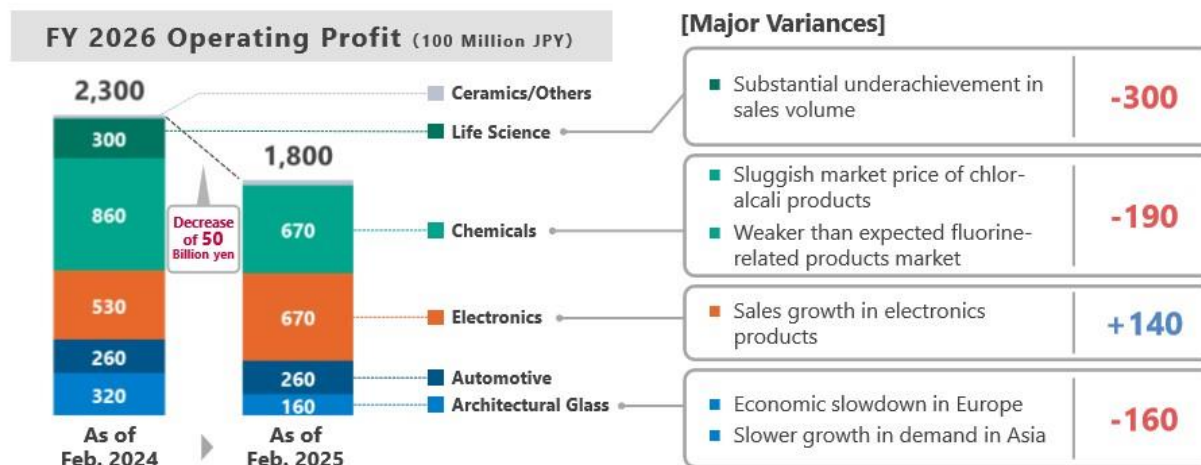 FY 2026 Operating Profit (100 Million JPY)
2,300
300
860
530
260
320
As of
Feb. 2024
Decrease
of 50
Billion yen
1,800
670
670
260
160
As of
Feb. 2025
Ceramics/Others
Life Science
Chemicals
Electronics
Automotive
Architectural Glass
[Major Variances]
Substantial underachievement in
sales volume
-300
Sluggish market price of chlor-
alcali products
Weaker than expected fluorine-
related products market
-190
Sales growth in electronics
products
+140
Economic slowdown in Europe
Slower growth in demand in Asia
-160